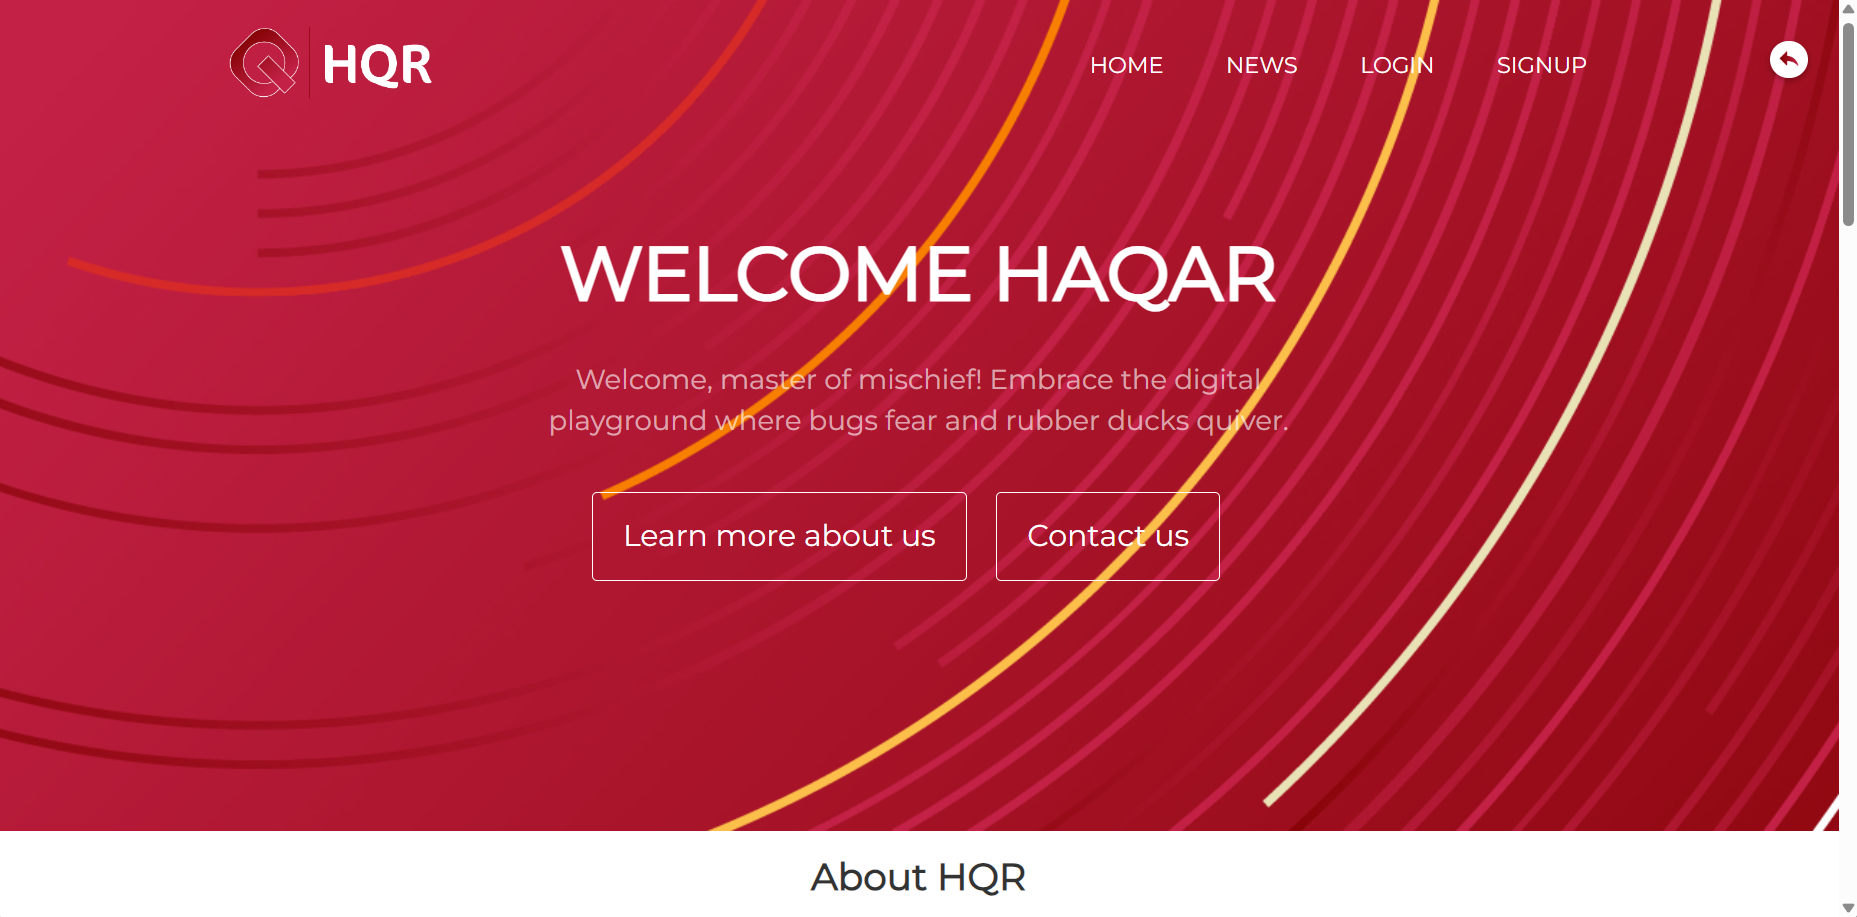 HQR
HOME NEWS LOGIN SIGNUP
WELCOME HAQAR
Welcome, master of mischief! Embrace the digital
playground where bugs fear and rubber ducks quiver.
Learn more about us
Contact us
About HQR